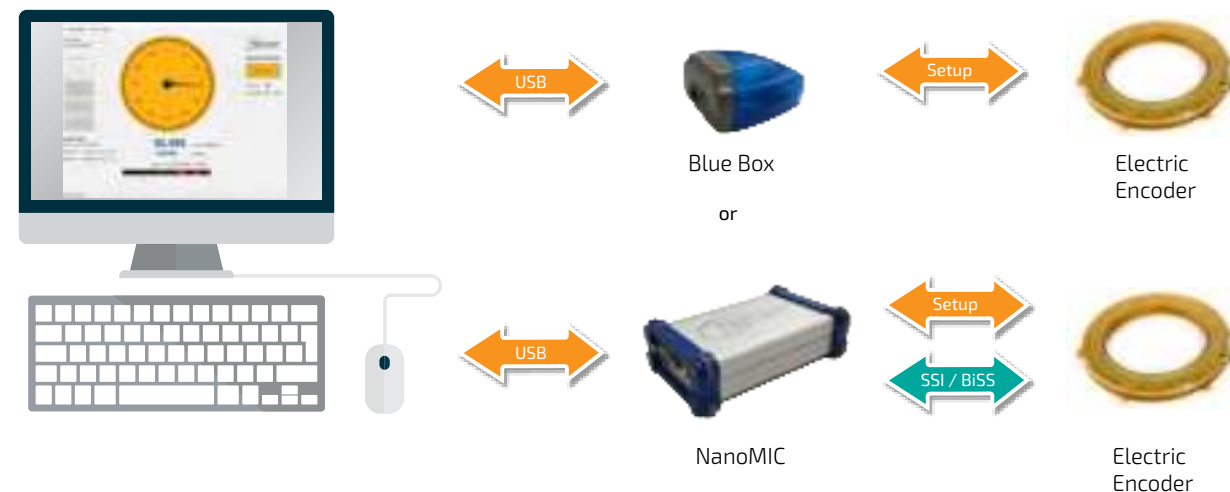 USB
Setup
Blue Box
Electric
Encoder
or
USB
Setup
SSI / BiSS
NanoMIC
Electric
Encoder